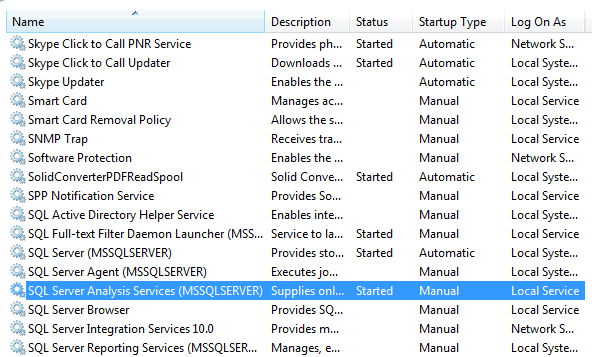 Name Description Status Startup Type Log On As
Skype Click to Call PNR Service Provides ph... Started Automatic Network S...
Skype Click to Call Updater Downloads ... Started Automatic Local Syste...
Skype Updater Enables the ... Automatic Local Syste...
Smart Card Manages ac... Manual Local Service
Smart Card Removal Policy Allows the s... Manual Local Syste...
SNMP Trap Receives tra... Manual Local Service
Software Protection Enables the ... Manual Network S...
SolidConverterPDFReadSpool Solid Conve... Started Automatic Local Syste...
SPP Notification Service Provides So... Manual Local Service
SQL Active Directory Helper Service Enables inte... Manual Local Service
SQL Full-text Filter Daemon Launcher (MSS... Service to la... Started Manual Local Service
SQL Server (MSSQLSERVER) Provides sto... Started Automatic Local Service
SQL Server Agent (MSSQLSERVER) Executes jo... Manual Local Syste...
SQL Server Analysis Services (MSSQLSERVER) Supplies onl... Started Manual Local Service
SQL Server Browser Provides SQ... Manual Local Service
SQL Server Integration Services 10.0 Provides m... Manual Network S...
SQL Server Reporting Services (MSSQLSER... Manages, e... Manual Local Service